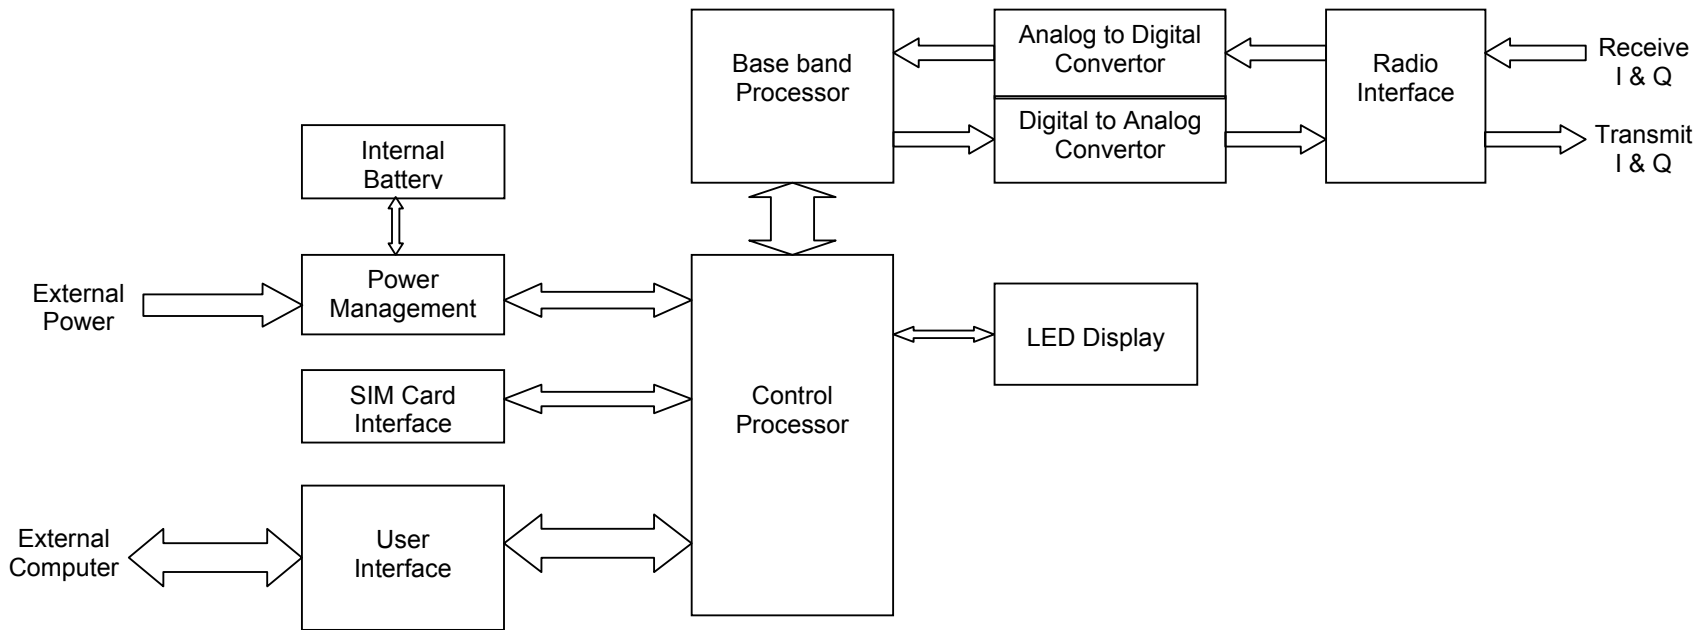 Base band
Processor
Analog to Digital
Convertor
Digital to Analog
Convertor
Radio
Interface
Receive
I & Q
Transmit
I & Q
Internal
Battery
External
Power
Power
Management
SIM Card
Interface
Control
Processor
LED Display
External
Computer
User
Interface